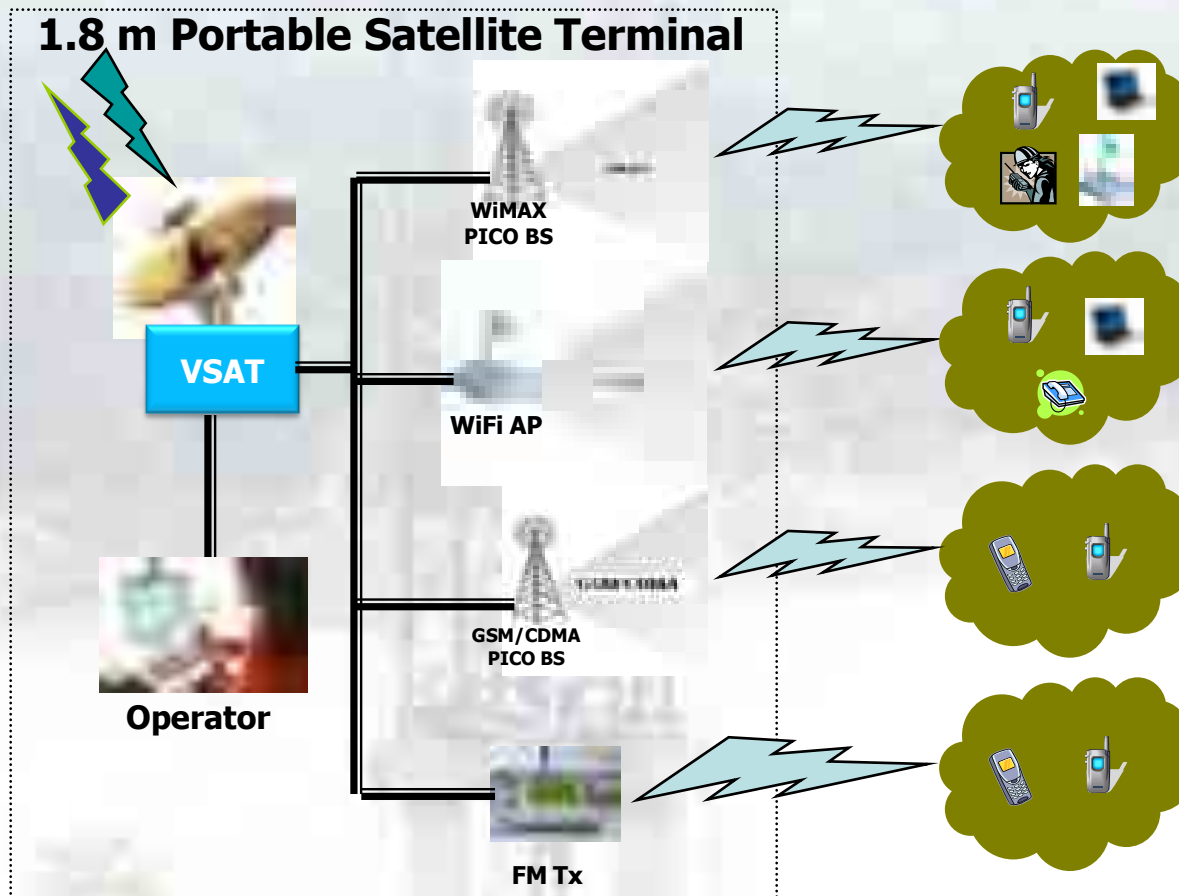 1.8 m Portable Satellite Terminal
WiMAX
PICO BS
VSAT
WiFi AP
GSM/CDMA
PICO BS
Operator
FM Tx